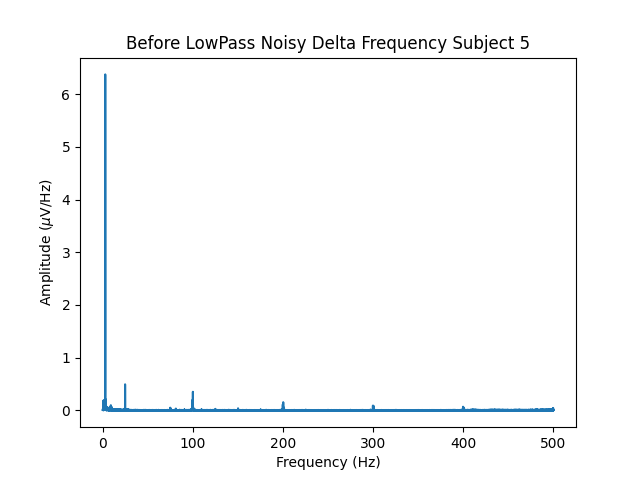 Before LowPass Noisy Delta Frequency Subject 5
Amplitude (μV/Hz)
6
5
4
3
2
1
0
0 100 200 300 400 500
Frequency (Hz)